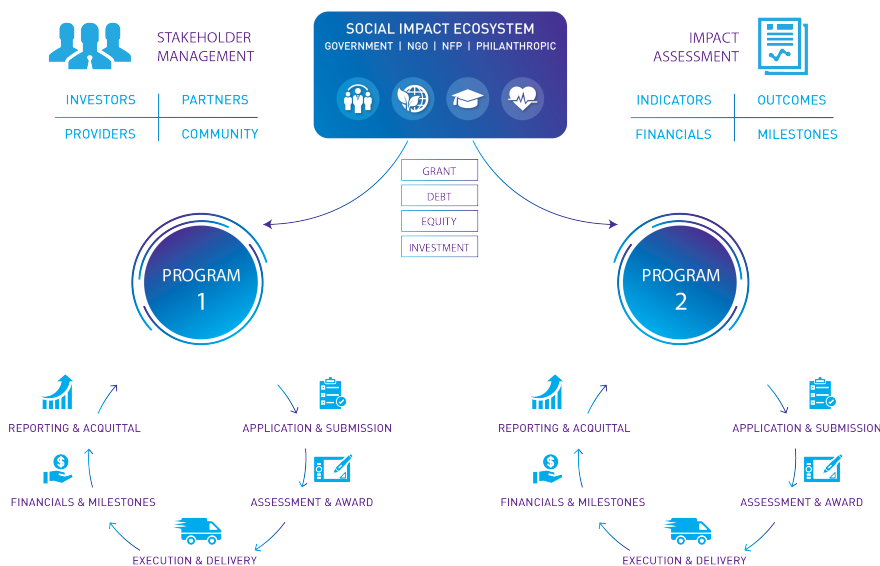 STAKEHOLDER
MANAGEMENT
INVESTORS
PARTNERS
PROVIDERS
COMMUNITY
SOCIAL IMPACT ECOSYSTEM
GOVERNMENT | NGO | NFP | PHILANTHROPIC
IMPACT
ASSESSMENT
INDICATORS
OUTCOMES
FINANCIALS
MILESTONES
GRANT
DEBT
EQUITY
INVESTMENT
PROGRAM
1
REPORTING & ACQUITTAL
APPLICATION & SUBMISSION
FINANCIALS & MILESTONES
ASSESSMENT & AWARD
EXECUTION & DELIVERY
PROGRAM
2
REPORTING & ACQUITTAL
APPLICATION & SUBMISSION
FINANCIALS & MILESTONES
ASSESSMENT & AWARD
EXECUTION & DELIVERY